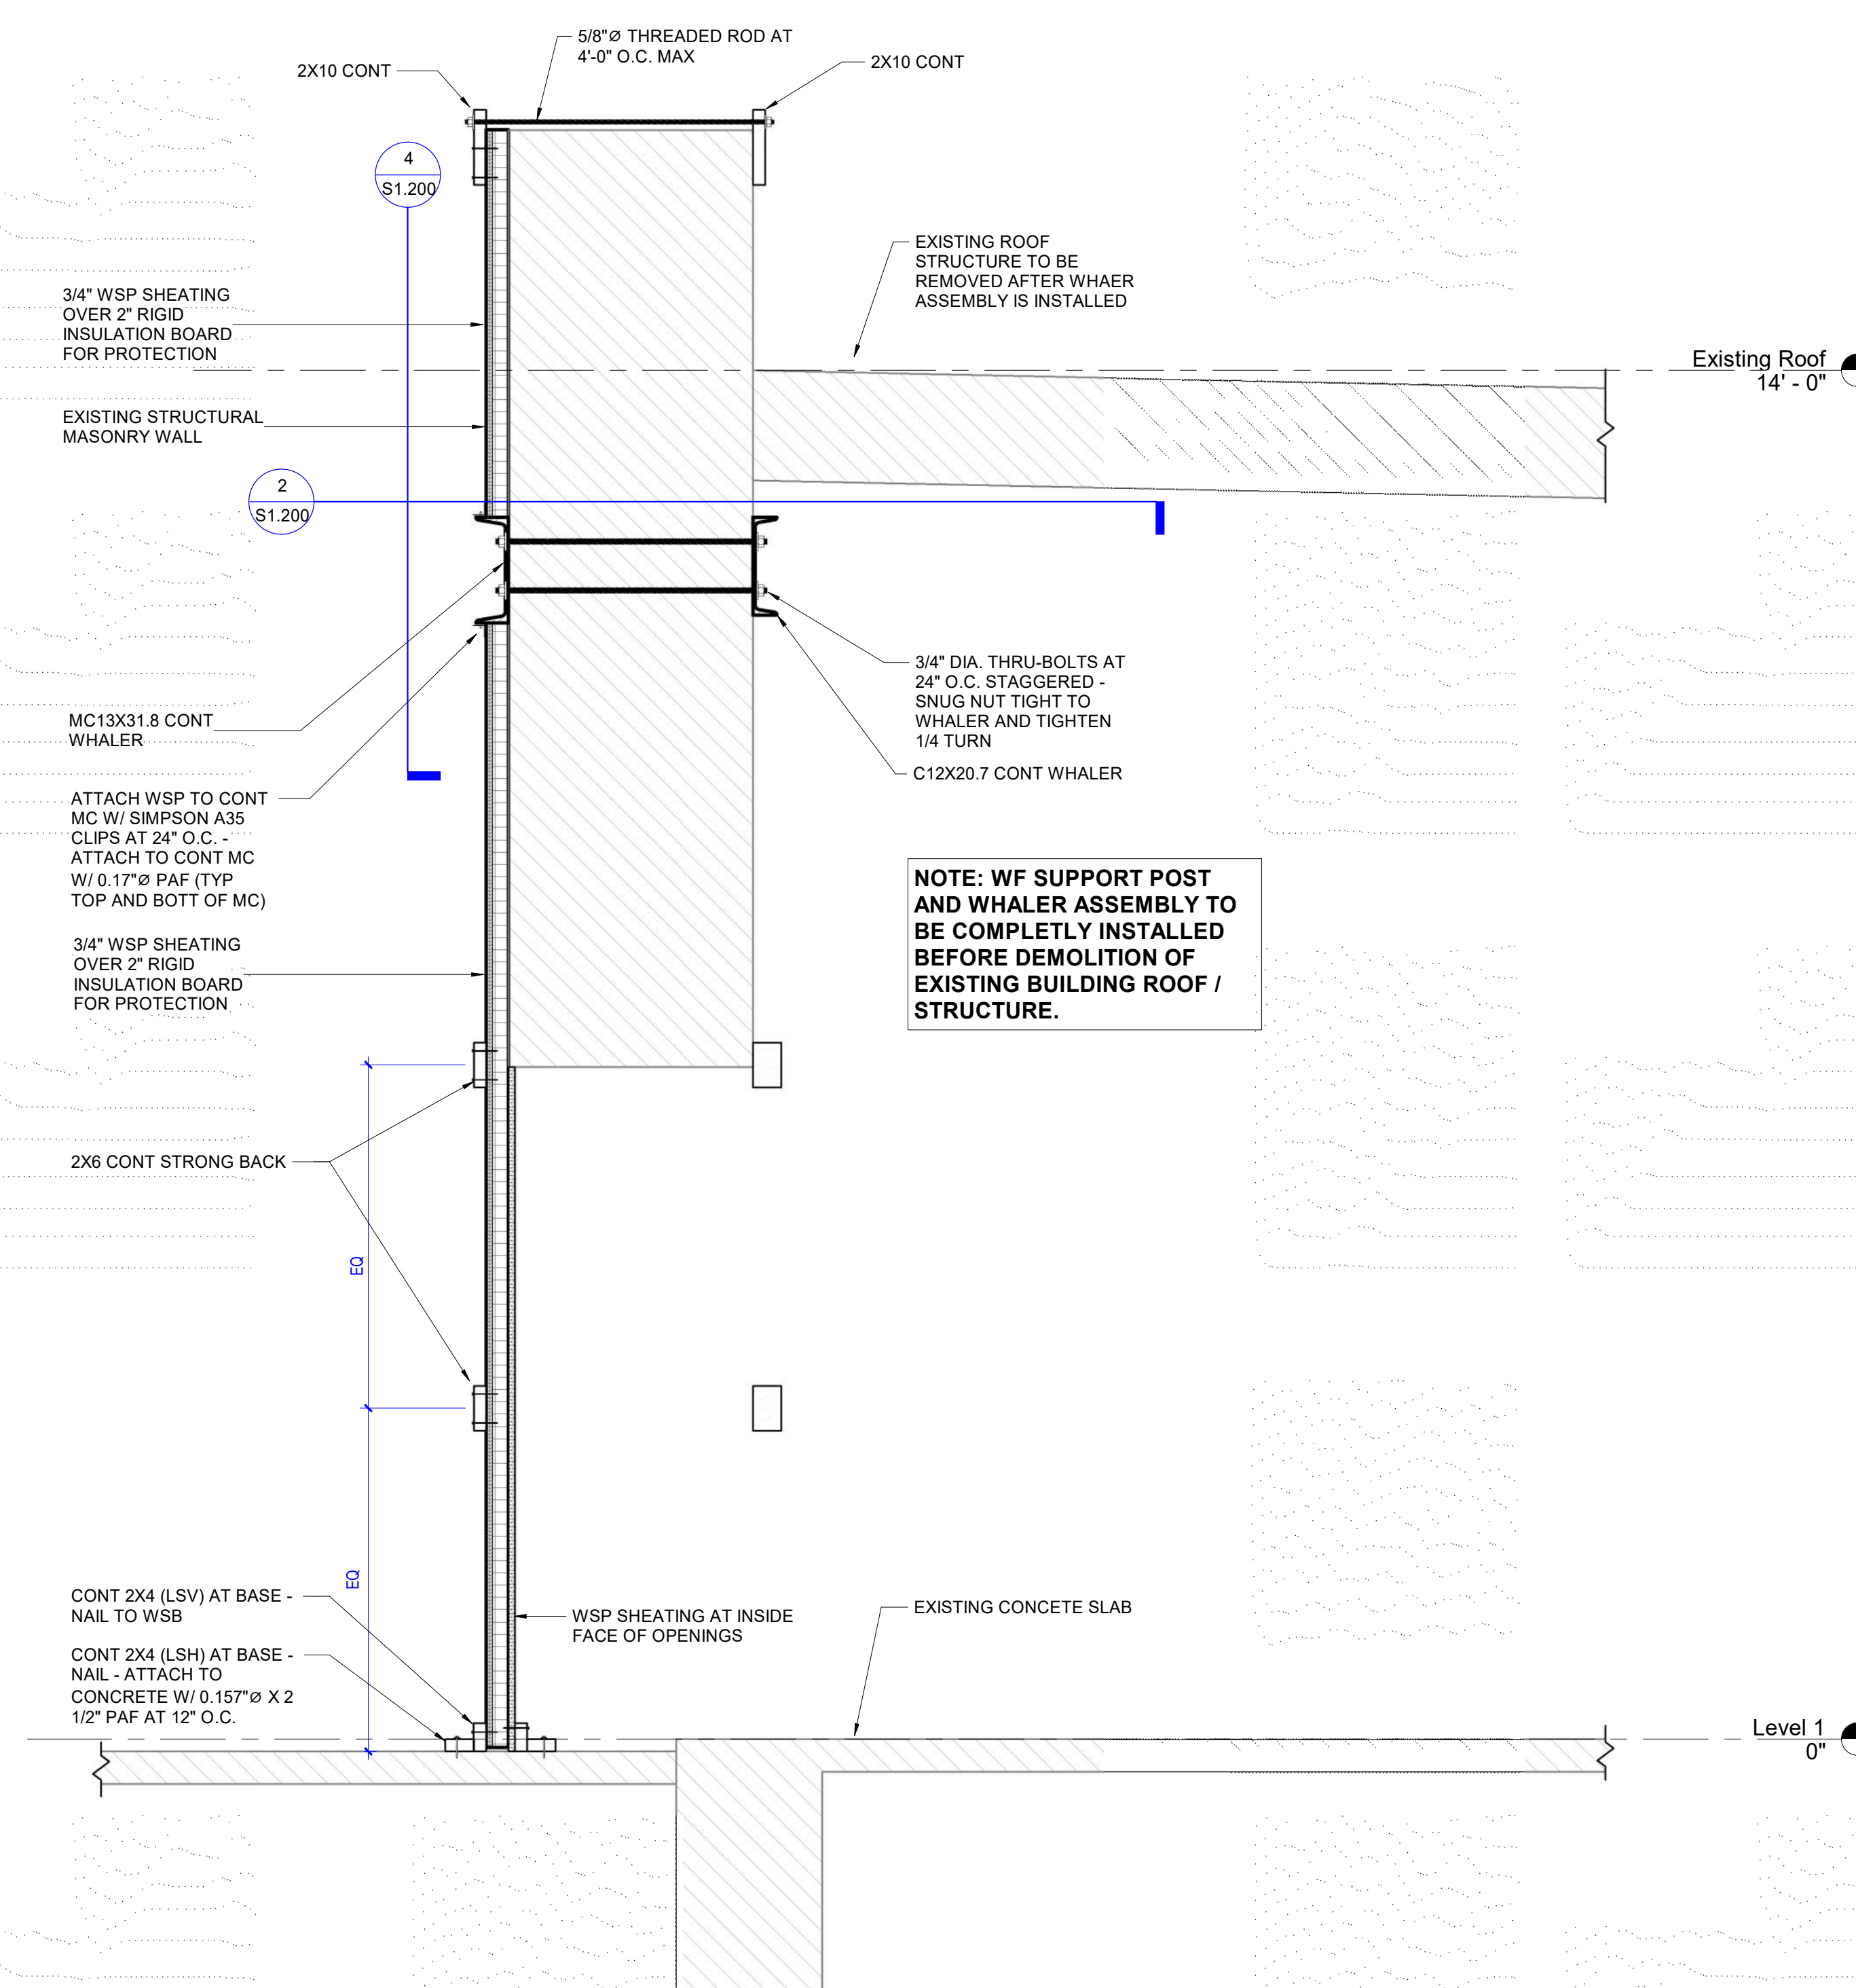 5/8"Ø THREADED ROD AT
4'-0" O.C. MAX
2X10 CONT
2X10 CONT
4
S1.200
EXISTING ROOF
STRUCTURE TO BE
REMOVED AFTER WHAER
ASSEMBLY IS INSTALLED
3/4" WSP SHEATING
OVER 2" RIGID
INSULATION BOARD
FOR PROTECTION
Existing Roof
14' - 0"
EXISTING STRUCTURAL
MASONRY WALL
2
S1.200
3/4" DIA. THRU-BOLTS AT
24" O.C. STAGGERED -
SNUG NUT TIGHT TO
WHALER AND TIGHTEN
1/4 TURN
MC13X31.8 CONT
WHALER
C12X20.7 CONT WHALER
ATTACH WSP TO CONT
MC W/ SIMPSON A35
CLIPS AT 24" O.C. -
ATTACH TO CONT MC
W/ 0.17"Ø PAF (TYP
TOP AND BOTT OF MC)
NOTE: WF SUPPORT POST
AND WHALER ASSEMBLY TO
BE COMPLETLY INSTALLED
BEFORE DEMOLITION OF
EXISTING BUILDING ROOF /
STRUCTURE.
3/4" WSP SHEATING
OVER 2" RIGID
INSULATION BOARD
FOR PROTECTION
2X6 CONT STRONG BACK
EQ
EQ
CONT 2X4 (LSV) AT BASE -
NAIL TO WSB
WSP SHEATING AT INSIDE
FACE OF OPENINGS
EXISTING CONCETE SLAB
CONT 2X4 (LSH) AT BASE -
NAIL - ATTACH TO
CONCRETE W/ 0.157"Ø X 2
1/2" PAF AT 12" O.C.
Level 1
0"